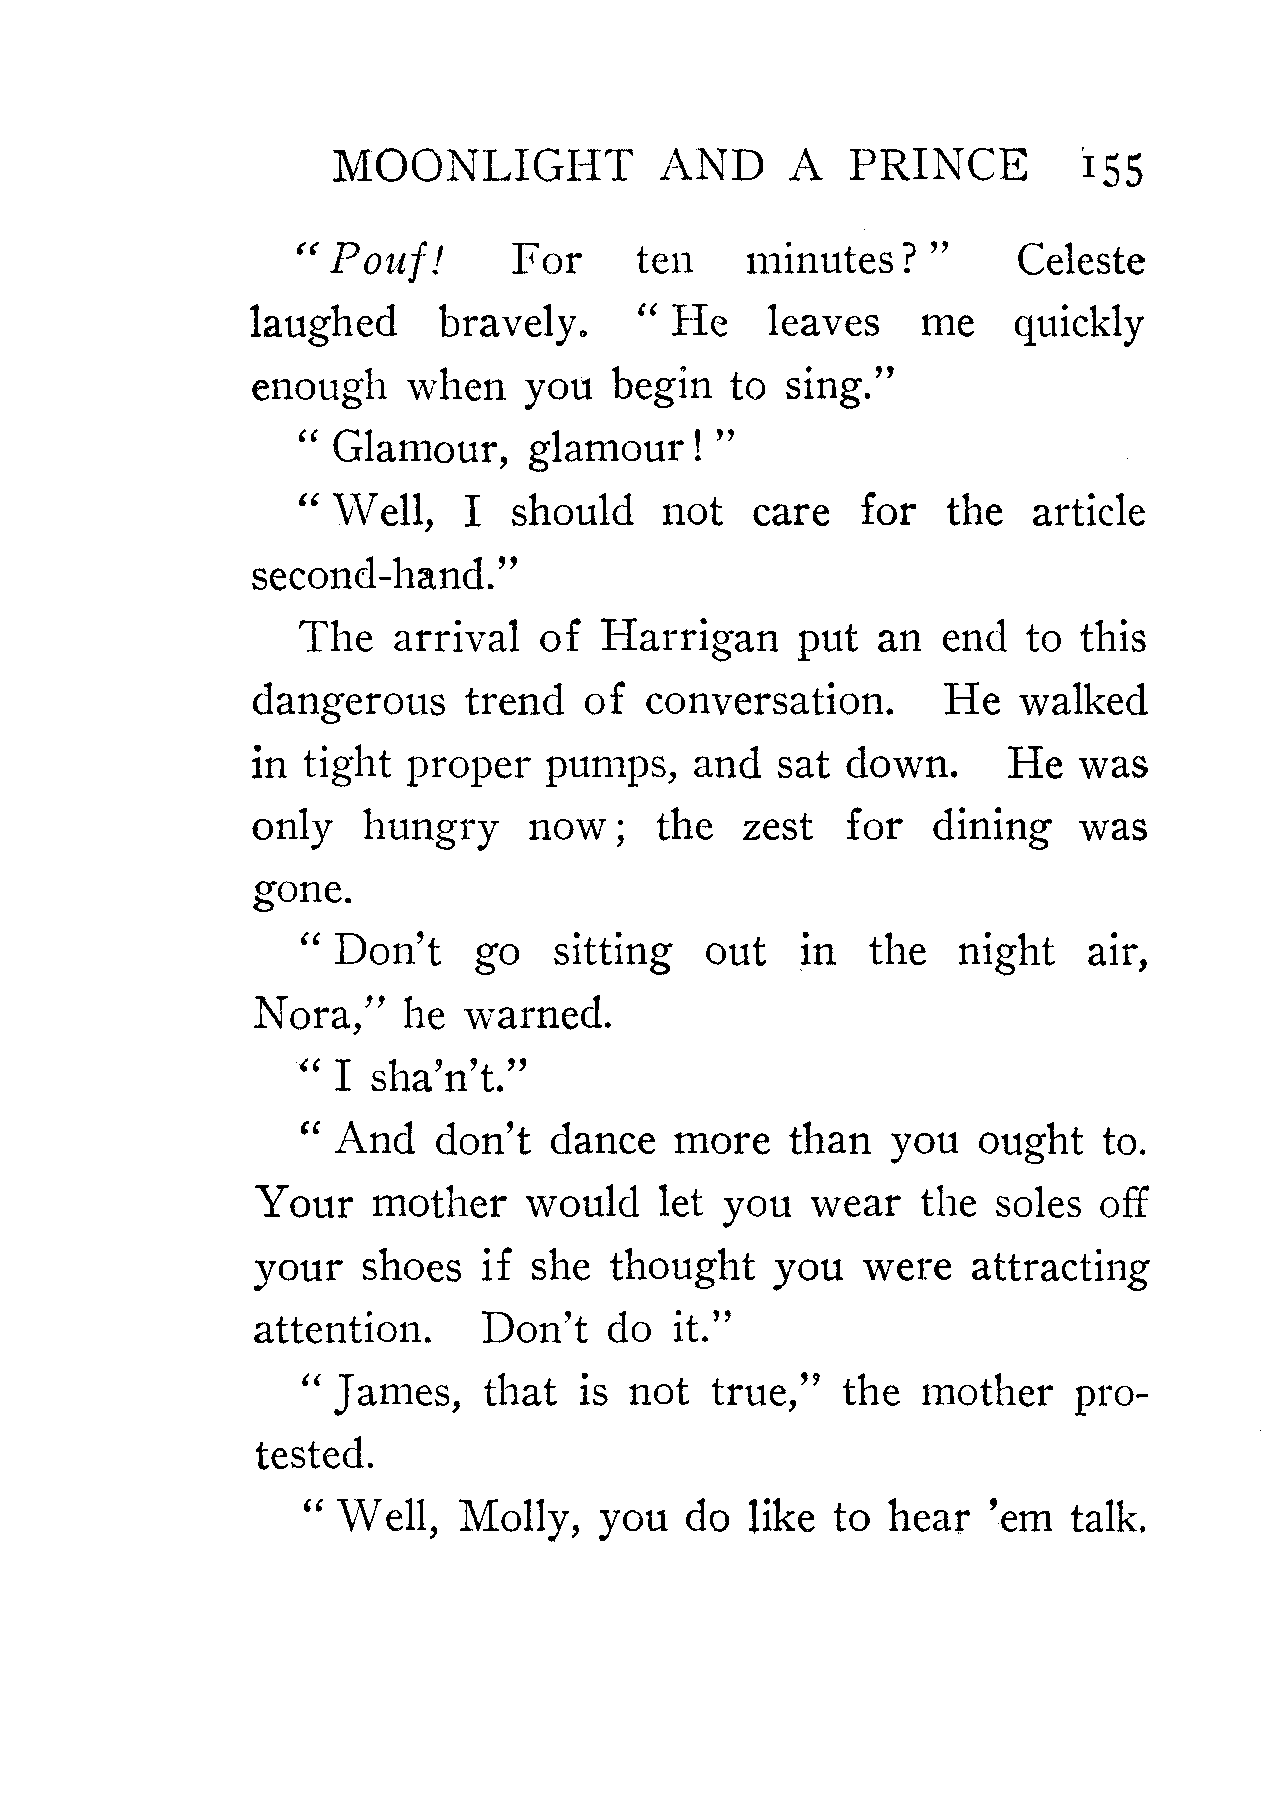 MOONLIGHT AND A PRINCE 155
“ Pouf! For ten minutes? ” Celeste
laughed bravely. “ He leaves me quickly
enough when you begin to sing.”
“ Glamour, glamour! ”
“ Well, I should not care for the article
second-hand.”
The arrival of Harrigan put an end to this
dangerous trend of conversation. He walked
in tight proper pumps, and sat down. He was
only hungry now; the zest for dining was
gone.
“ Don’t go sitting out in the night air,
Nora,” he warned.
“ I sha’n’t.”
“ And don’t dance more than you ought to.
Your mother would let you wear the soles off
your shoes if she thought you were attracting
attention. Don’t do it.”
“ James, that is not true,” the mother pro-
tested.
“ Well, Molly, you do like to hear ’em talk.